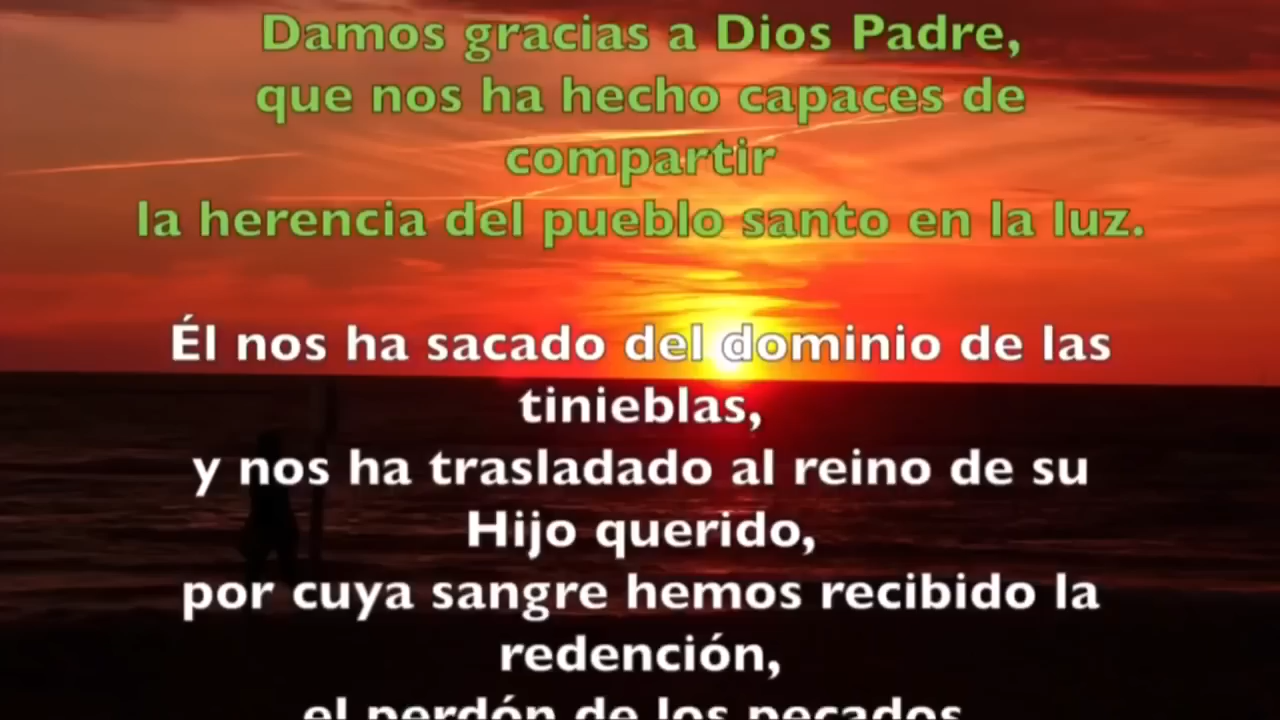 Damos gracias a Dios Padre,
que nos ha hecho capaces de
compartir
la herencia del pueblo santo en la luz.
Él nos ha sacado del dominio de las
tinieblas,
y nos ha trasladado al reino de su
Hijo querido,
por cuya sangre hemos recibido la
redención,
el perdón de los pecados.